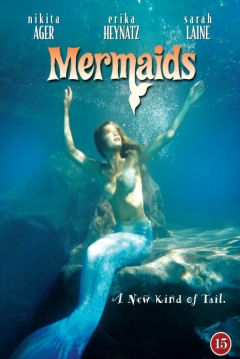 nikita erika sarah
AGER HEYNATZ LAINE
Mermaids
A New Kind of Tail.
15